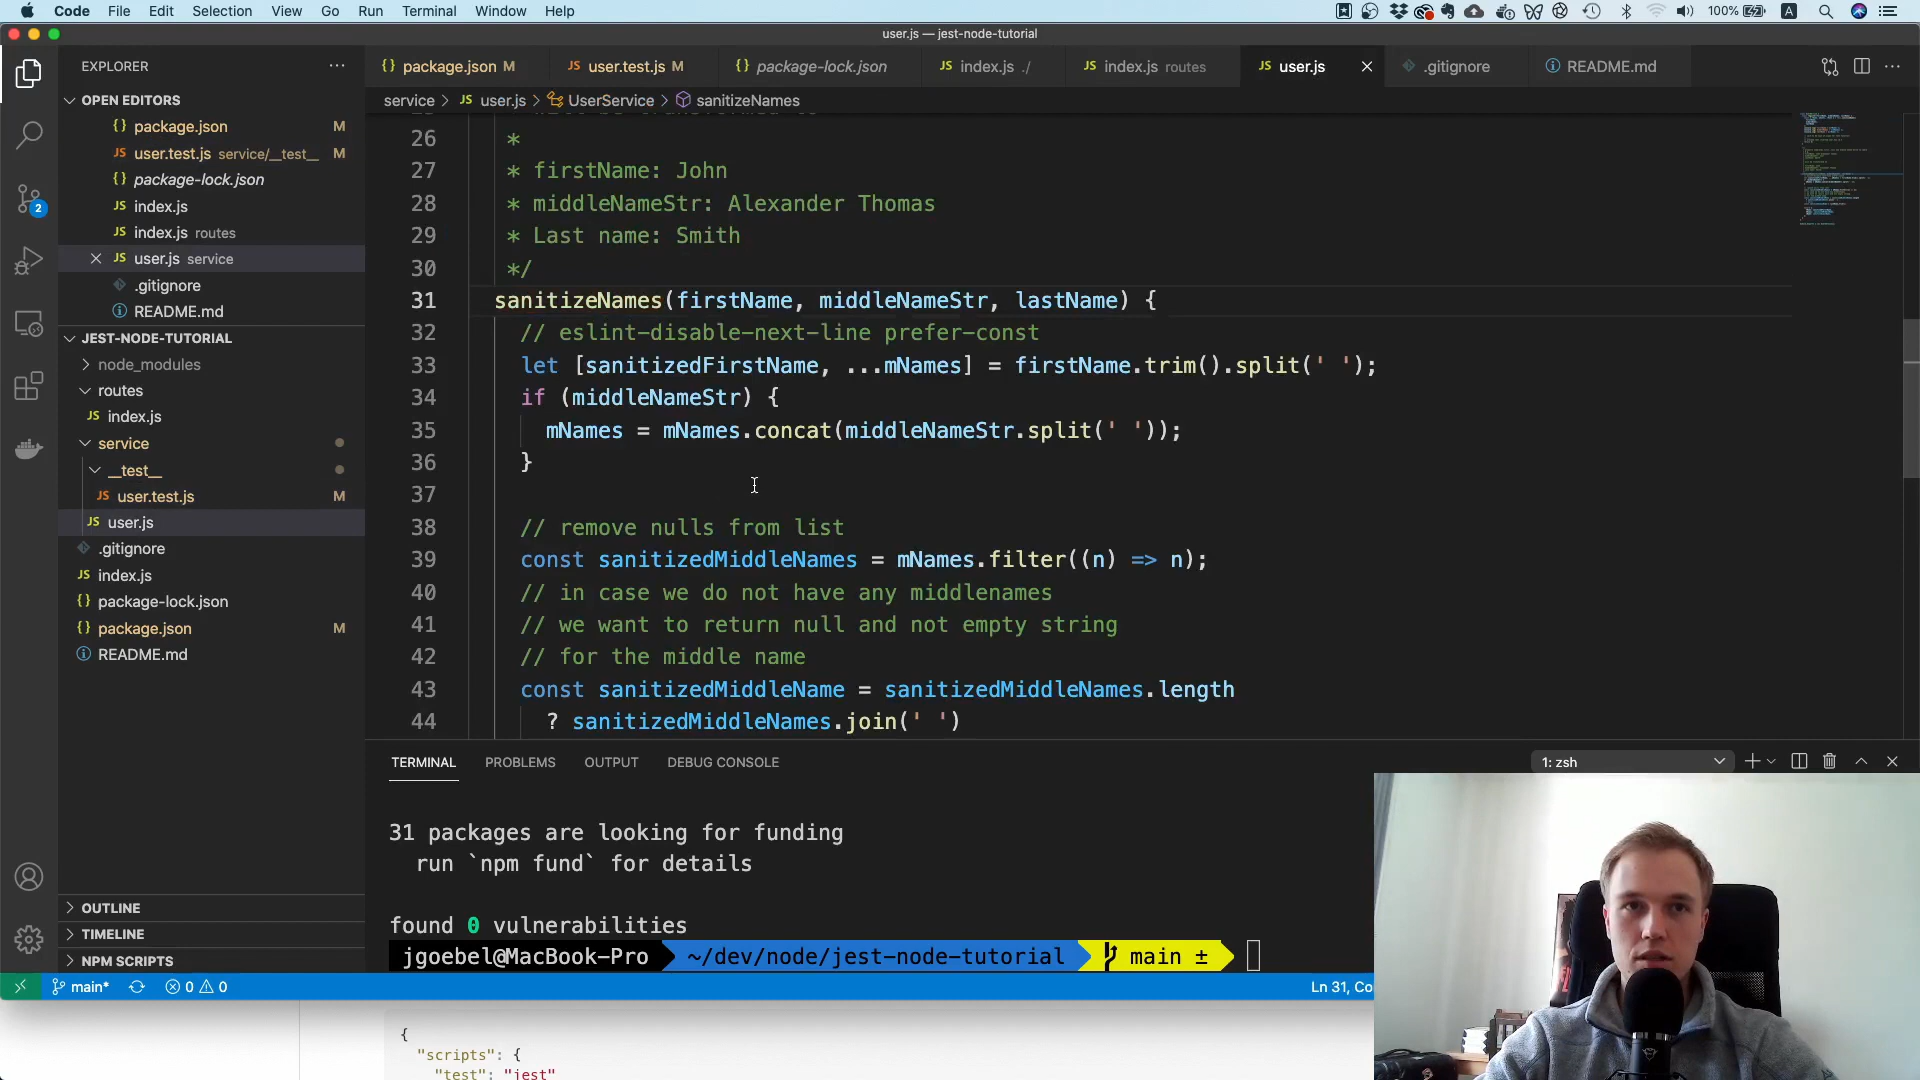 Code File Edit Selection View Go Run Terminal Window Help
100% A
user.js — jest-node-tutorial
EXPLORER
package.json M user.test.js M package-lock.json index.js ./ index.js routes user.js .gitignore README.md
OPEN EDITORS
service > JS user.js > UserService > sanitizeNames
{} package.json M
JS user.test.js service/__test__ M
{} package-lock.json
JS index.js
JS index.js routes
JS user.js service
.gitignore
README.md
JEST-NODE-TUTORIAL
node_modules
routes
JS index.js
service
__test__
JS user.test.js M
JS user.js
.gitignore
JS index.js
{} package-lock.json
{} package.json M
README.md
OUTLINE
TIMELINE
NPM SCRIPTS
2
26 *
27 * firstName: John
28 * middleNameStr: Alexander Thomas
29 * Last name: Smith
30 */
31 sanitizeNames(firstName, middleNameStr, lastName) {
32 // eslint-disable-next-line prefer-const
33 let [sanitizedFirstName, ...mNames] = firstName.trim().split(' ');
34 if (middleNameStr) {
35 mNames = mNames.concat(middleNameStr.split(' '));
36 }
37
38 // remove nulls from list
39 const sanitizedMiddleNames = mNames.filter((n) => n);
40 // in case we do not have any middlenames
41 // we want to return null and not empty string
42 // for the middle name
43 const sanitizedMiddleName = sanitizedMiddleNames.length
44 ? sanitizedMiddleNames.join(' ')
TERMINAL PROBLEMS OUTPUT DEBUG CONSOLE 1: zsh
31 packages are looking for funding
run `npm fund` for details
found 0 vulnerabilities
jgoebel@MacBook-Pro ~/dev/node/jest-node-tutorial main ±
main* 0 0 Ln 31, Co
{
"scripts": {
"test": "jest"